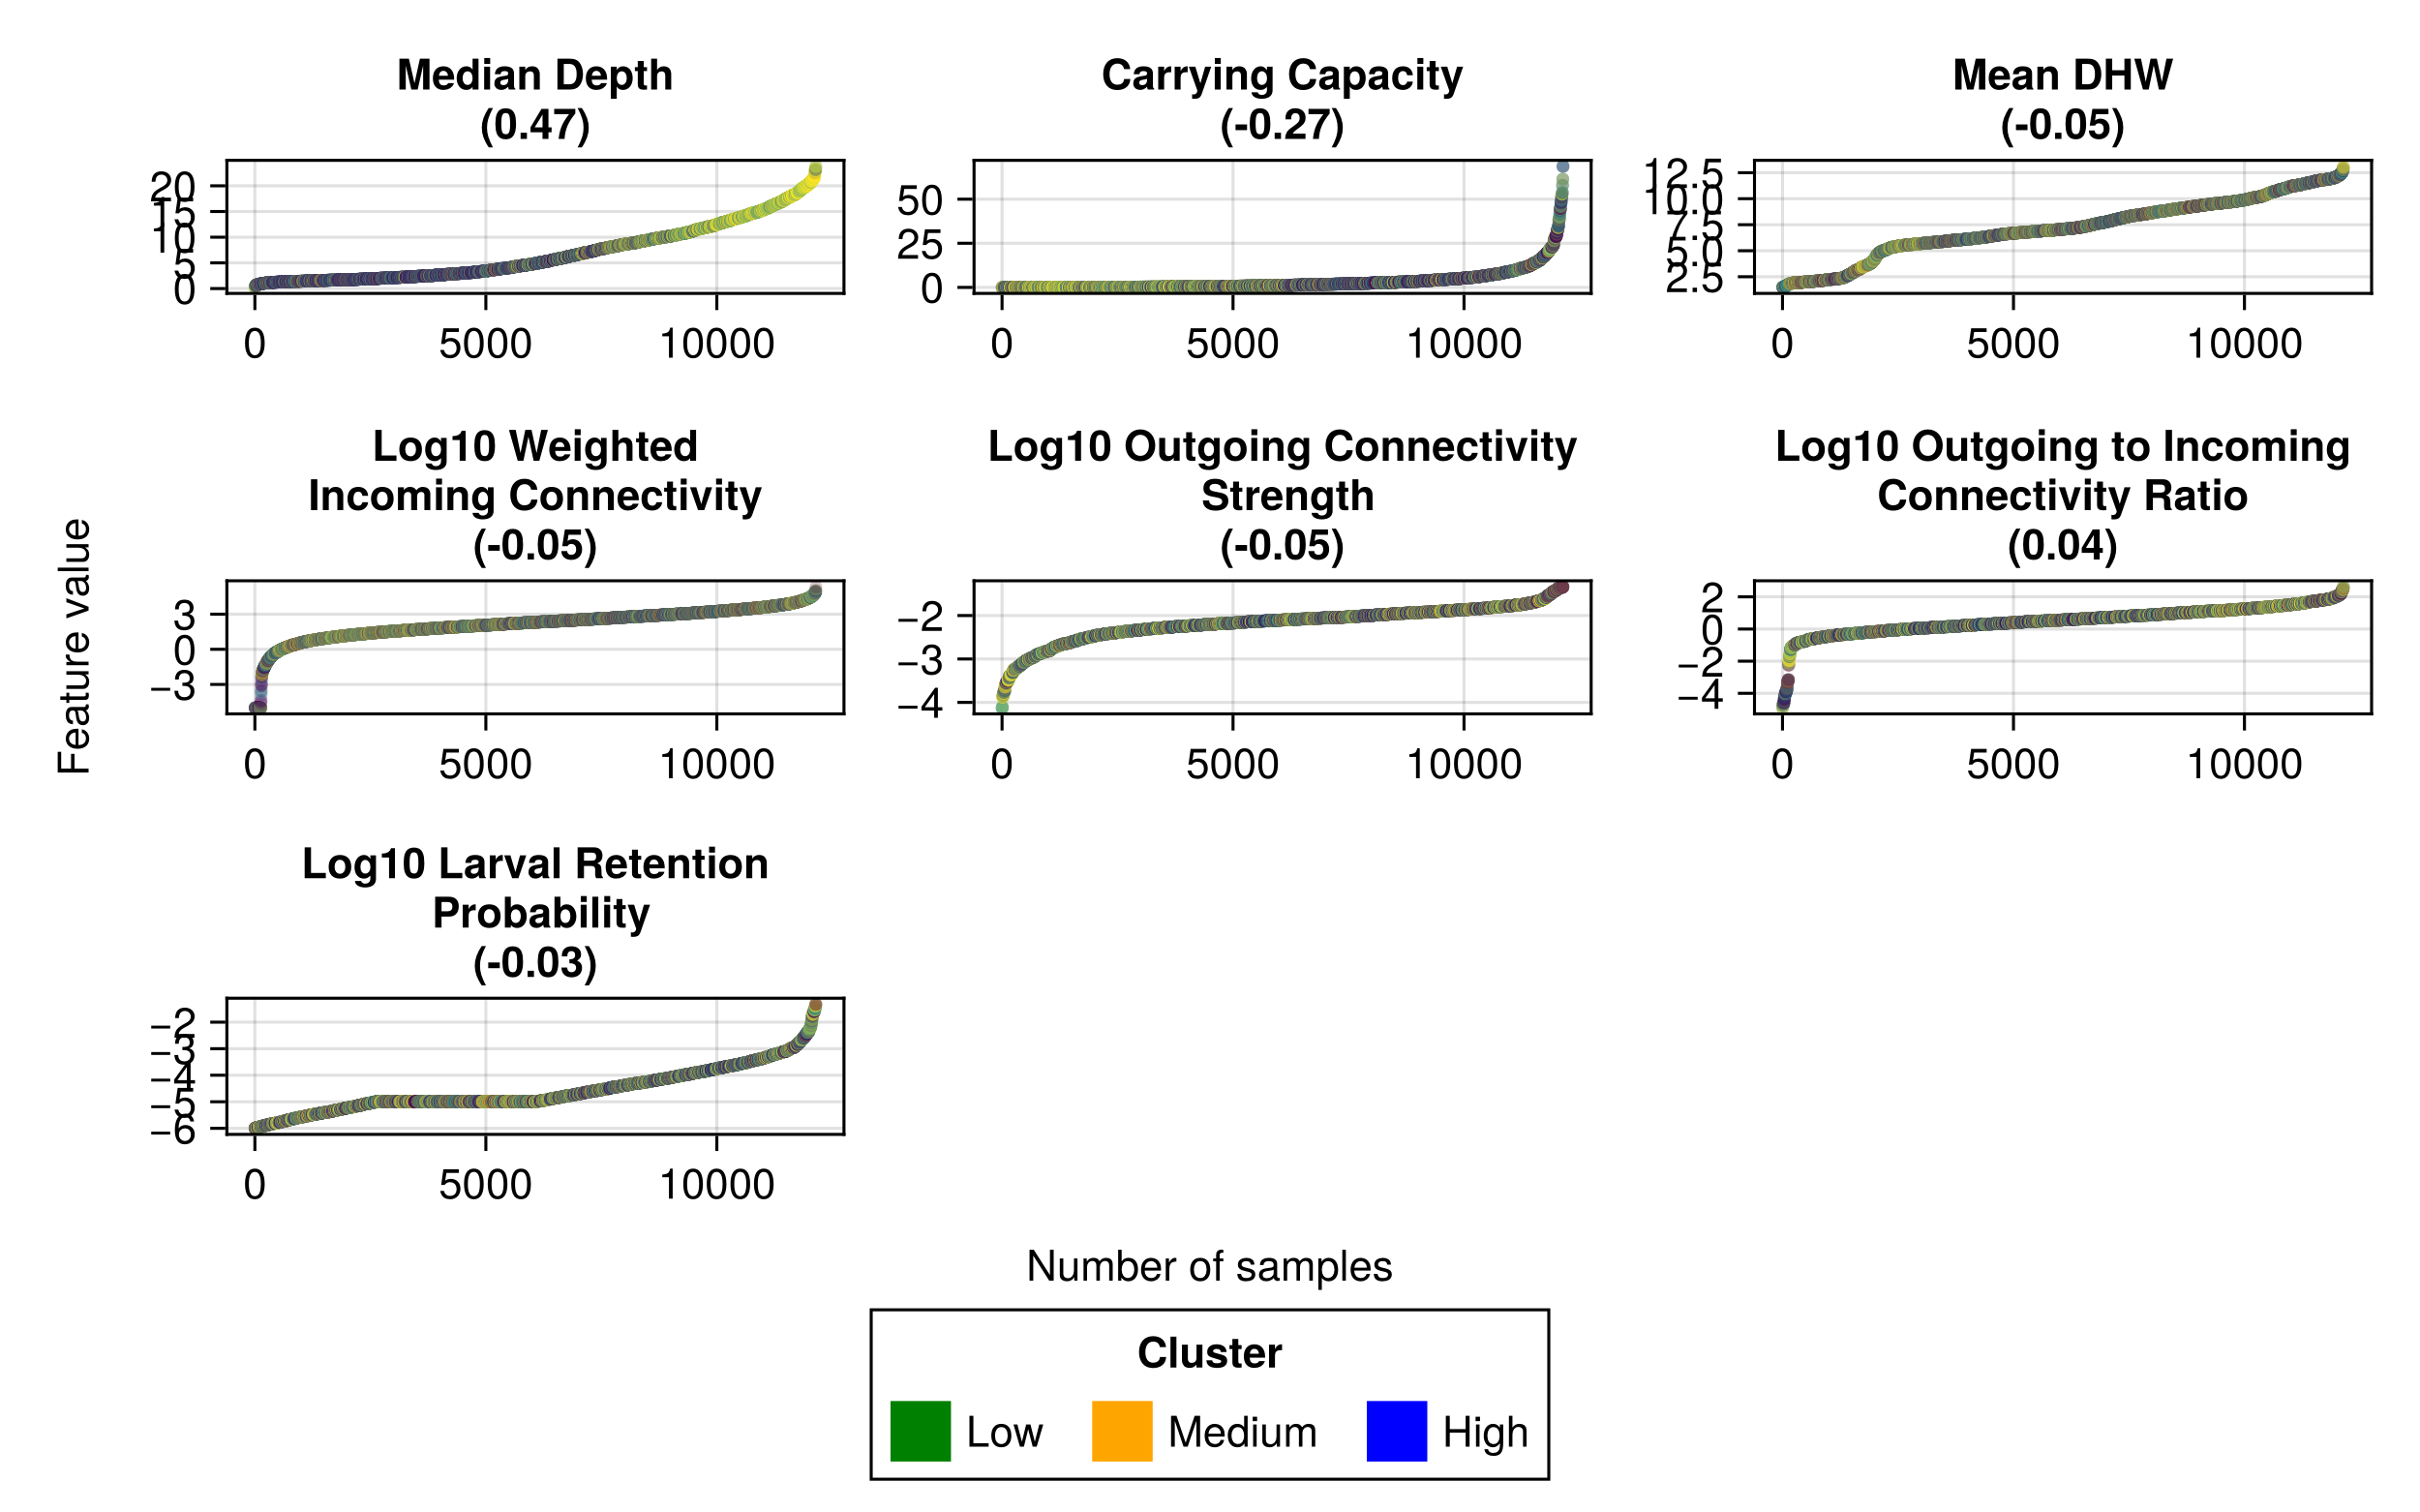 Median Depth
(0.47)
Carrying Capacity
(-0.27)
Mean DHW
(-0.05)
20
15
10
5
0
0 5000 10000
50
25
0
0 5000 10000
12.5
10.0
7.5
5.0
2.5
0 5000 10000
Feature value
Log10 Weighted
Incoming Connectivity
(-0.05)
Log10 Outgoing Connectivity
Strength
(-0.05)
Log10 Outgoing to Incoming
Connectivity Ratio
(0.04)
3
0
−3
0 5000 10000
−2
−3
−4
0 5000 10000
2
0
−2
−4
0 5000 10000
Log10 Larval Retention
Probability
(-0.03)
−2
−3
−4
−5
−6
0 5000 10000
Number of samples
Cluster
Low Medium High